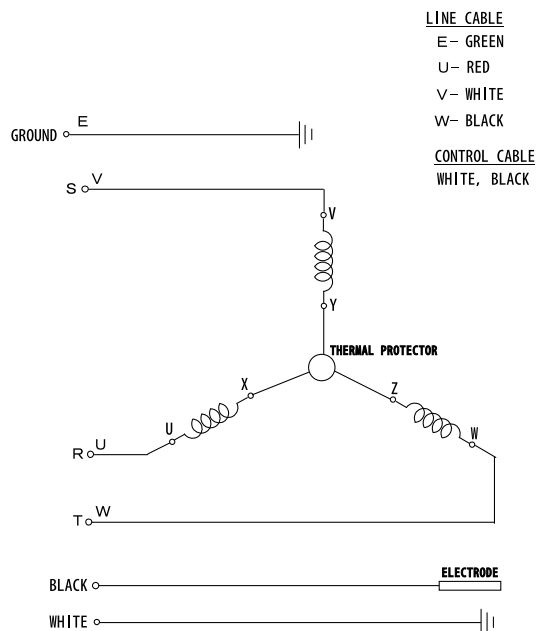 LINE CABLE
E- GREEN
U- RED
V- WHITE
W- BLACK
CONTROL CABLE
WHITE, BLACK
GROUND E
S V
V
Y
THERMAL PROTECTOR
X
Z
U
W
R U
T W
BLACK
ELECTRODE
WHITE